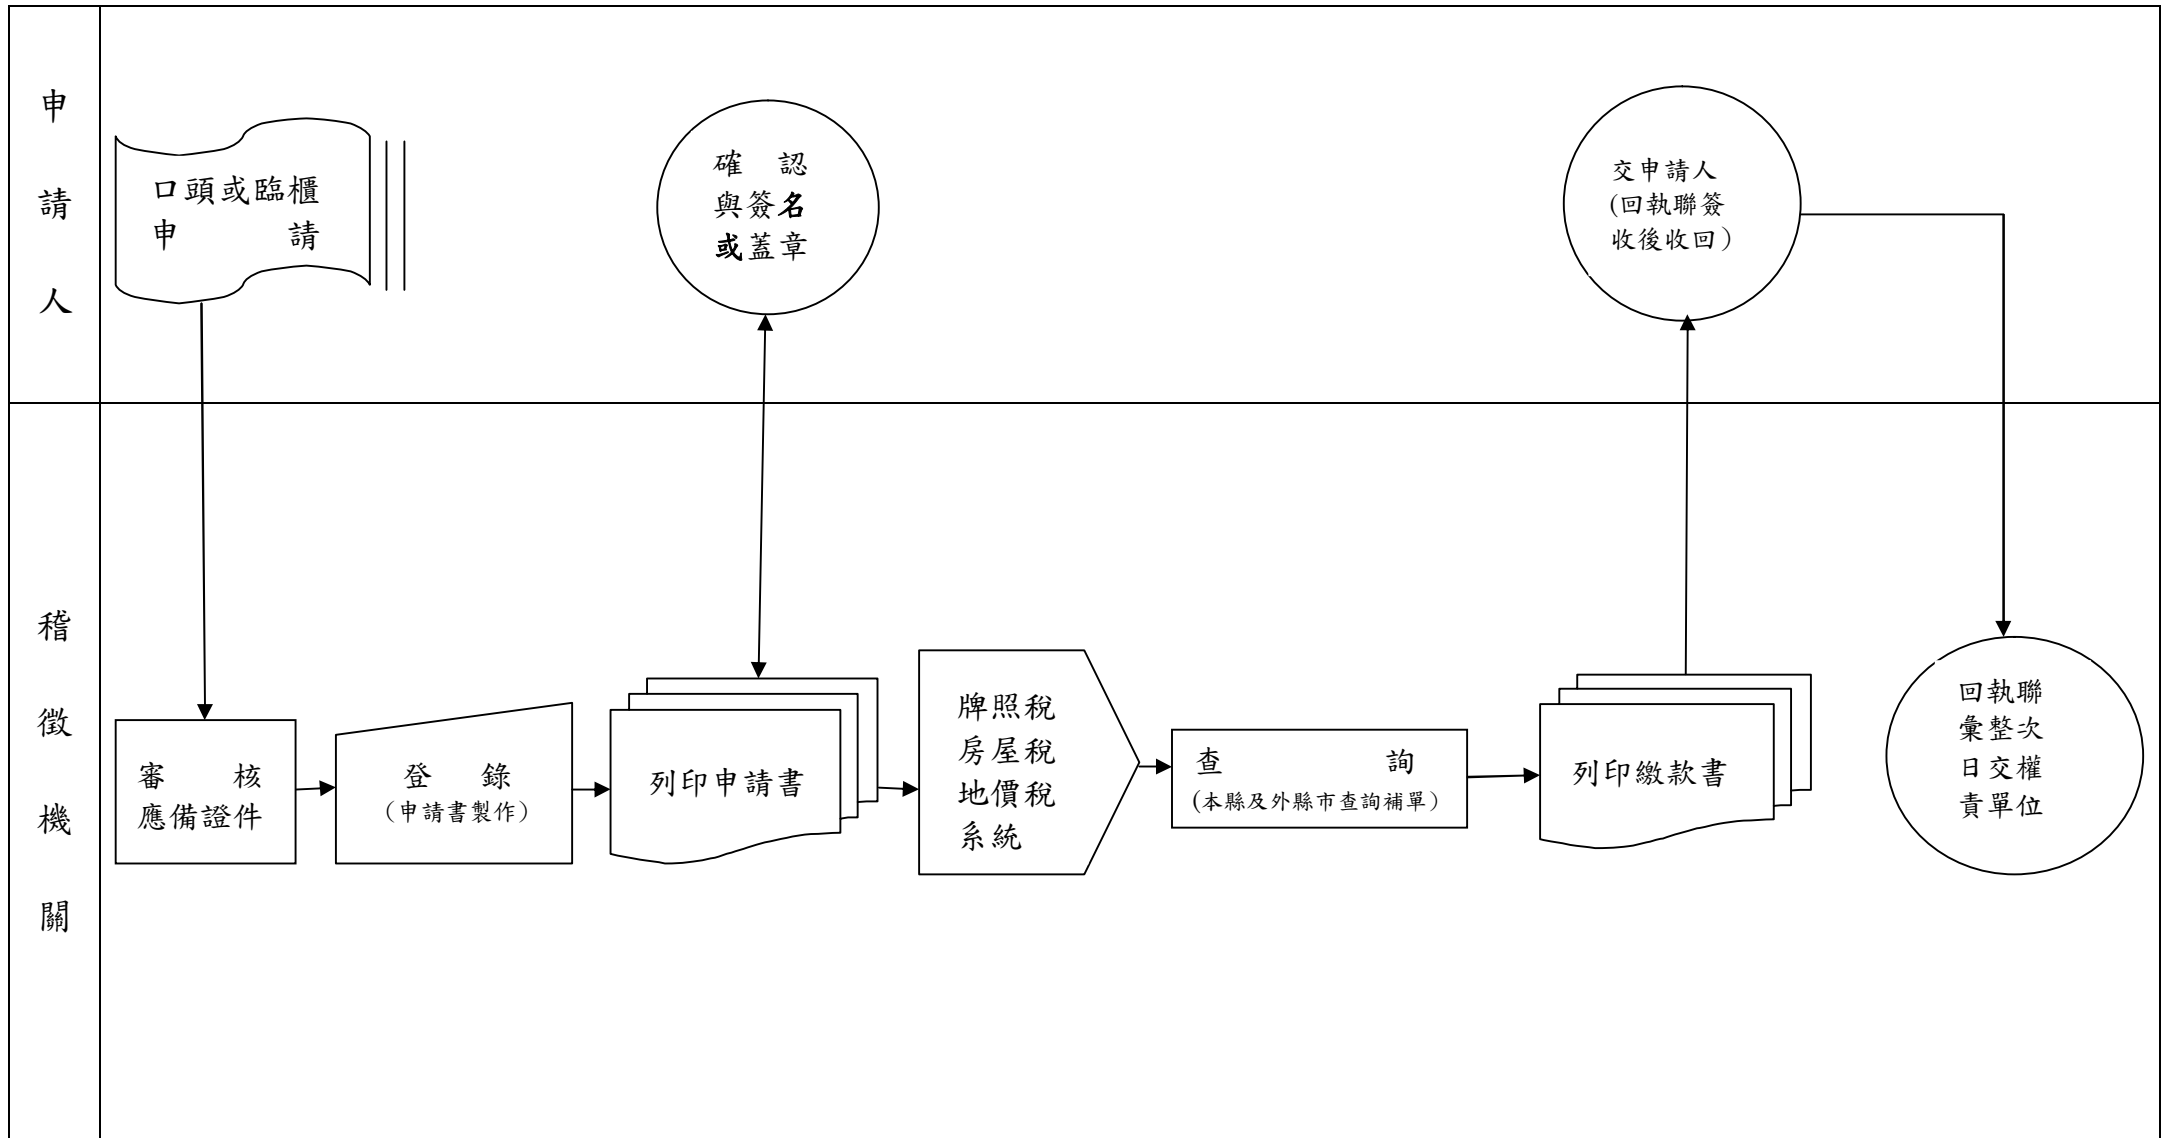 申請人
口頭或臨櫃
申請
確認
與簽名
或蓋章
交申請人
(回執聯簽
收後收回)
稽徵機關
審核
應備證件
登錄
(申請書製作)
列印申請書
牌照稅
房屋稅
地價稅
系統
查詢
(本縣及外縣市查詢補單)
列印繳款書
回執聯
彙整次
日交權
責單位